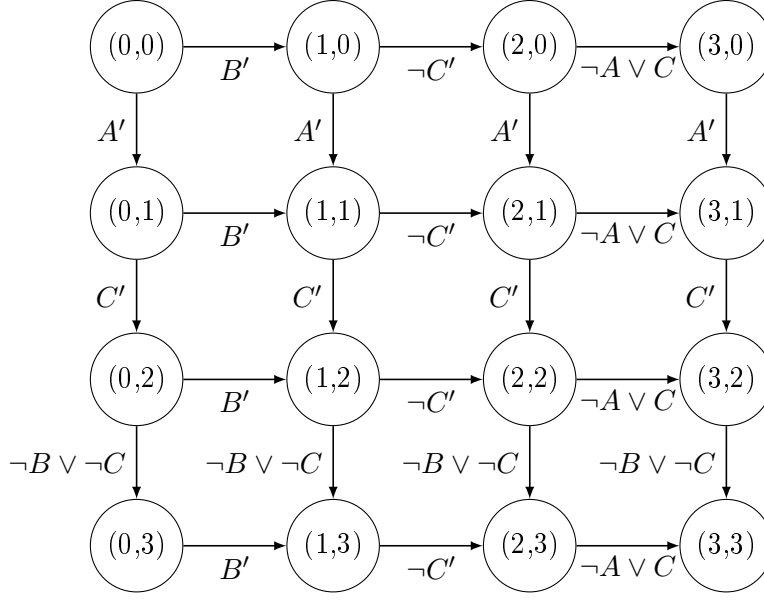 (0,0) (1,0) (2,0) (3,0)
B′ ¬C′ ¬A ∨ C
A′ A′ A′ A′
(0,1) (1,1) (2,1) (3,1)
B′ ¬C′ ¬A ∨ C
C′ C′ C′ C′
(0,2) (1,2) (2,2) (3,2)
B′ ¬C′ ¬A ∨ C
¬B ∨ ¬C ¬B ∨ ¬C ¬B ∨ ¬C ¬B ∨ ¬C
(0,3) (1,3) (2,3) (3,3)
B′ ¬C′ ¬A ∨ C